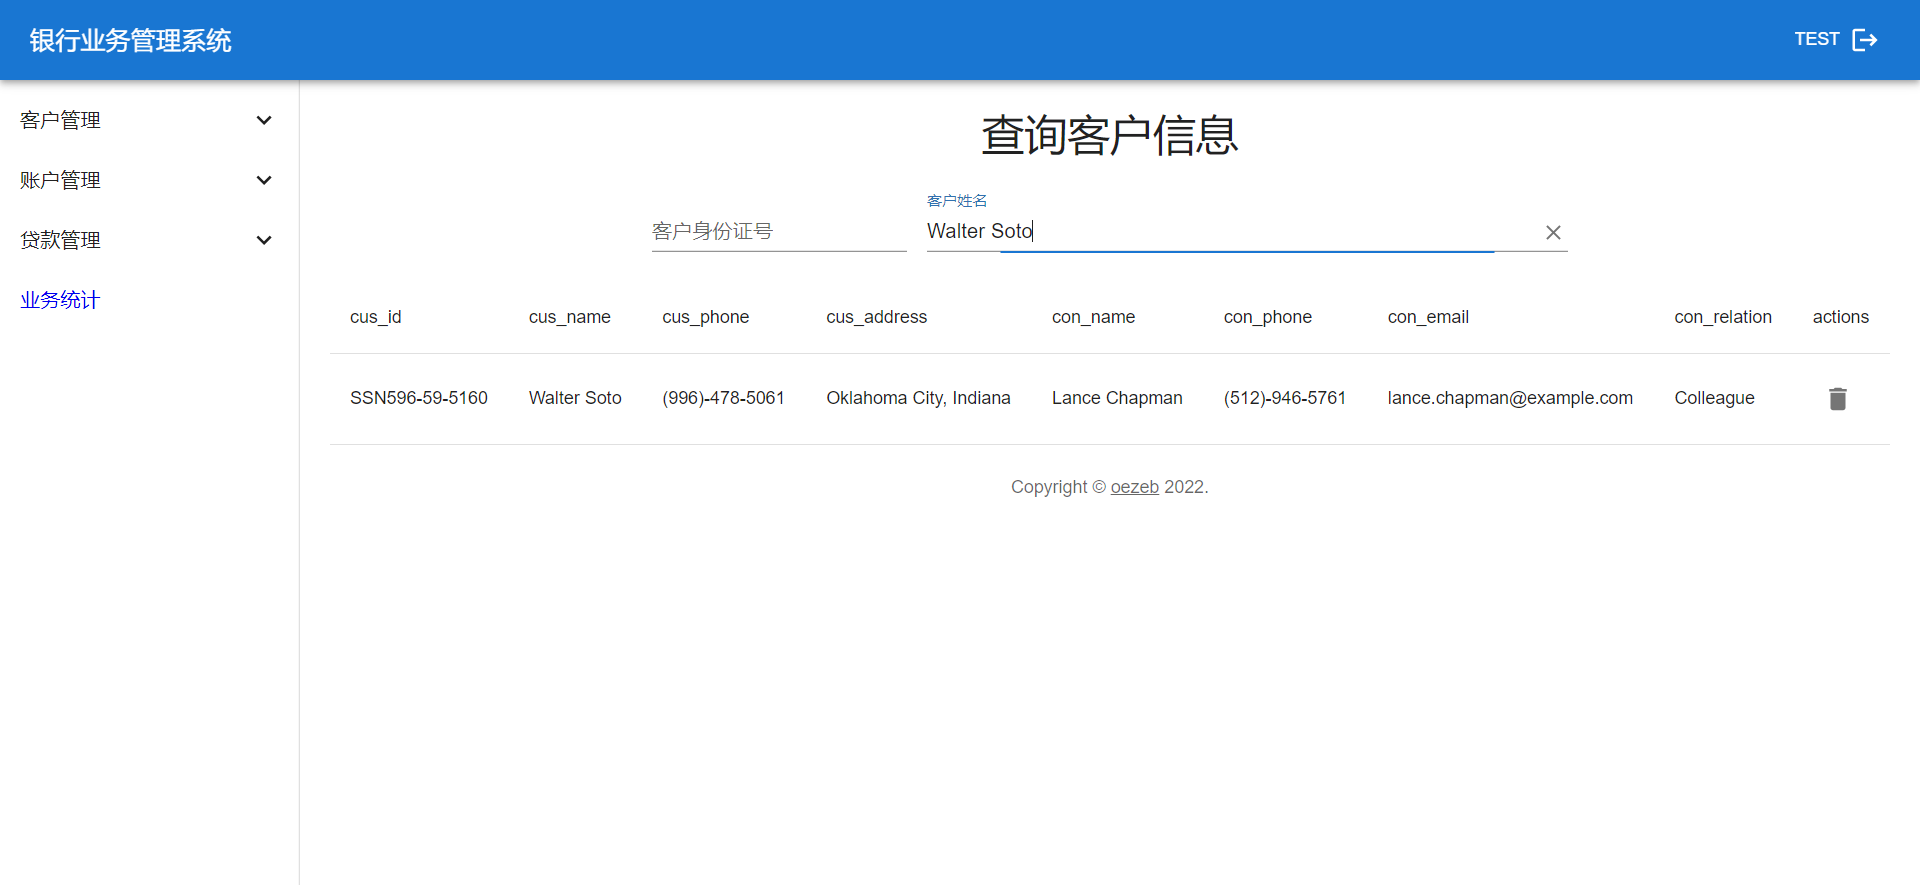 银行业务管理系统
TEST
客户管理
账户管理
贷款管理
业务统计
查询客户信息
客户身份证号
客户姓名
Walter Soto
cus_id cus_name cus_phone cus_address con_name con_phone con_email con_relation actions
SSN596-59-5160 Walter Soto (996)-478-5061 Oklahoma City, Indiana Lance Chapman (512)-946-5761 lance.chapman@example.com Colleague
Copyright © oezeb 2022.